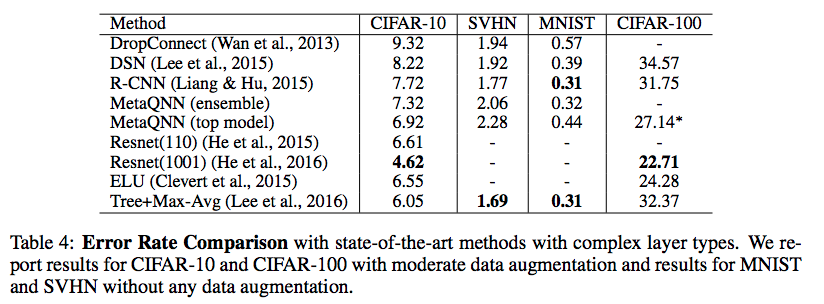 Method CIFAR-10 SVHN MNIST CIFAR-100
DropConnect (Wan et al., 2013) 9.32 1.94 0.57 -
DSN (Lee et al., 2015) 8.22 1.92 0.39 34.57
R-CNN (Liang & Hu, 2015) 7.72 1.77 0.31 31.75
MetaQNN (ensemble) 7.32 2.06 0.32 -
MetaQNN (top model) 6.92 2.28 0.44 27.14*
Resnet(110) (He et al., 2015) 6.61 - - -
Resnet(1001) (He et al., 2016) 4.62 - - 22.71
ELU (Clevert et al., 2015) 6.55 - - 24.28
Tree+Max-Avg (Lee et al., 2016) 6.05 1.69 0.31 32.37
Table 4: Error Rate Comparison with state-of-the-art methods with complex layer types. We re-
port results for CIFAR-10 and CIFAR-100 with moderate data augmentation and results for MNIST
and SVHN without any data augmentation.